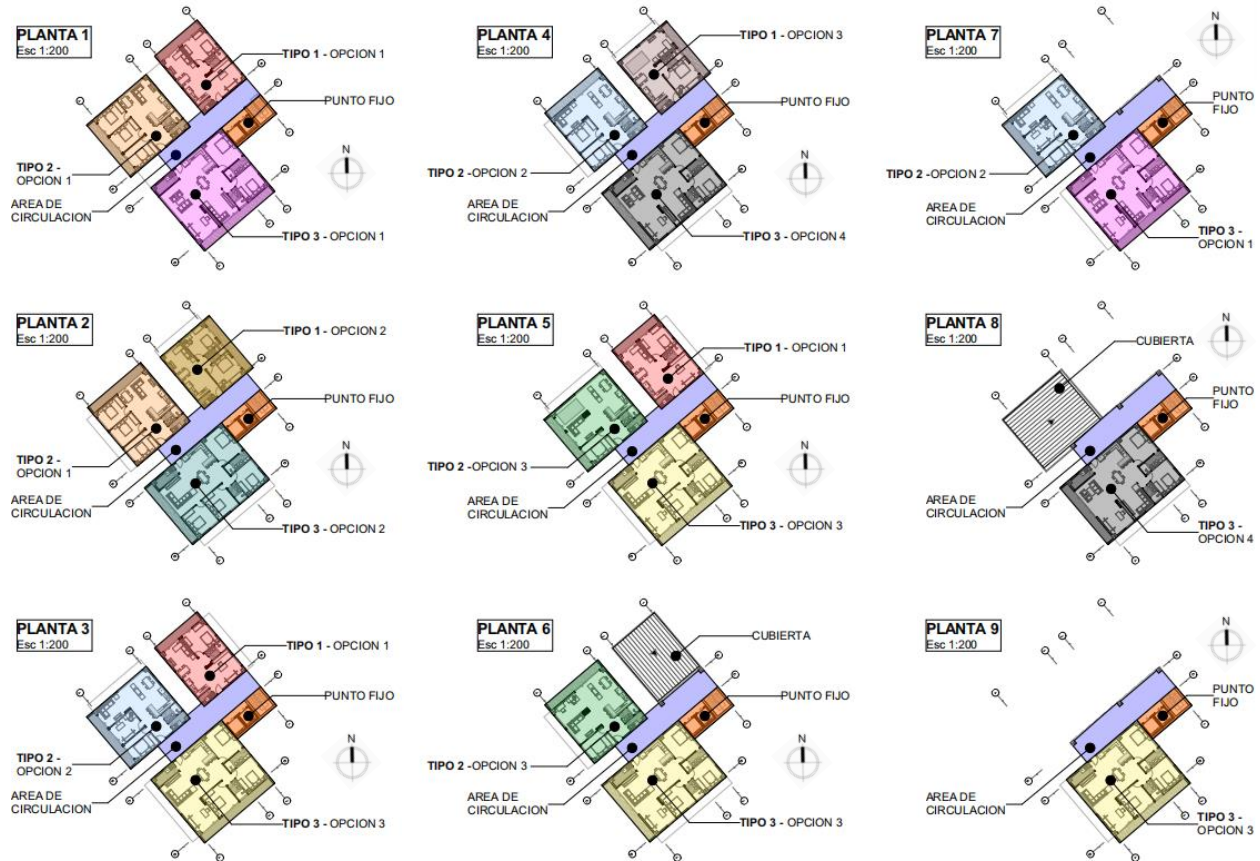 PLANTA 1
Esc 1:200
N
TIPO 1 - OPCION 1
PUNTO FIJO
TIPO 2 -
OPCION 1
AREA DE
CIRCULACION
TIPO 3 - OPCION 1
PLANTA 4
Esc 1:200
N
TIPO 1 - OPCION 3
PUNTO FIJO
TIPO 2 -OPCION 2
AREA DE
CIRCULACION
TIPO 3 - OPCION 4
PLANTA 7
Esc 1:200
N
PUNTO
FIJO
TIPO 2 -OPCION 2
AREA DE
CIRCULACION
TIPO 3 -
OPCION 1
PLANTA 2
Esc 1:200
N
TIPO 1 - OPCION 2
PUNTO FIJO
TIPO 2 -
OPCION 1
AREA DE
CIRCULACION
TIPO 3 - OPCION 2
PLANTA 5
Esc 1:200
N
TIPO 1 - OPCION 1
PUNTO FIJO
TIPO 2 -OPCION 3
AREA DE
CIRCULACION
TIPO 3 - OPCION 3
PLANTA 8
Esc 1:200
N
CUBIERTA
PUNTO
FIJO
AREA DE
CIRCULACION
TIPO 3 -
OPCION 4
PLANTA 3
Esc 1:200
N
TIPO 1 - OPCION 1
PUNTO FIJO
TIPO 2 -
OPCION 2
AREA DE
CIRCULACION
TIPO 3 - OPCION 3
PLANTA 6
Esc 1:200
N
CUBIERTA
PUNTO FIJO
TIPO 2 -OPCION 3
AREA DE
CIRCULACION
TIPO 3 - OPCION 3
PLANTA 9
Esc 1:200
N
PUNTO
FIJO
AREA DE
CIRCULACION
TIPO 3 -
OPCION 3